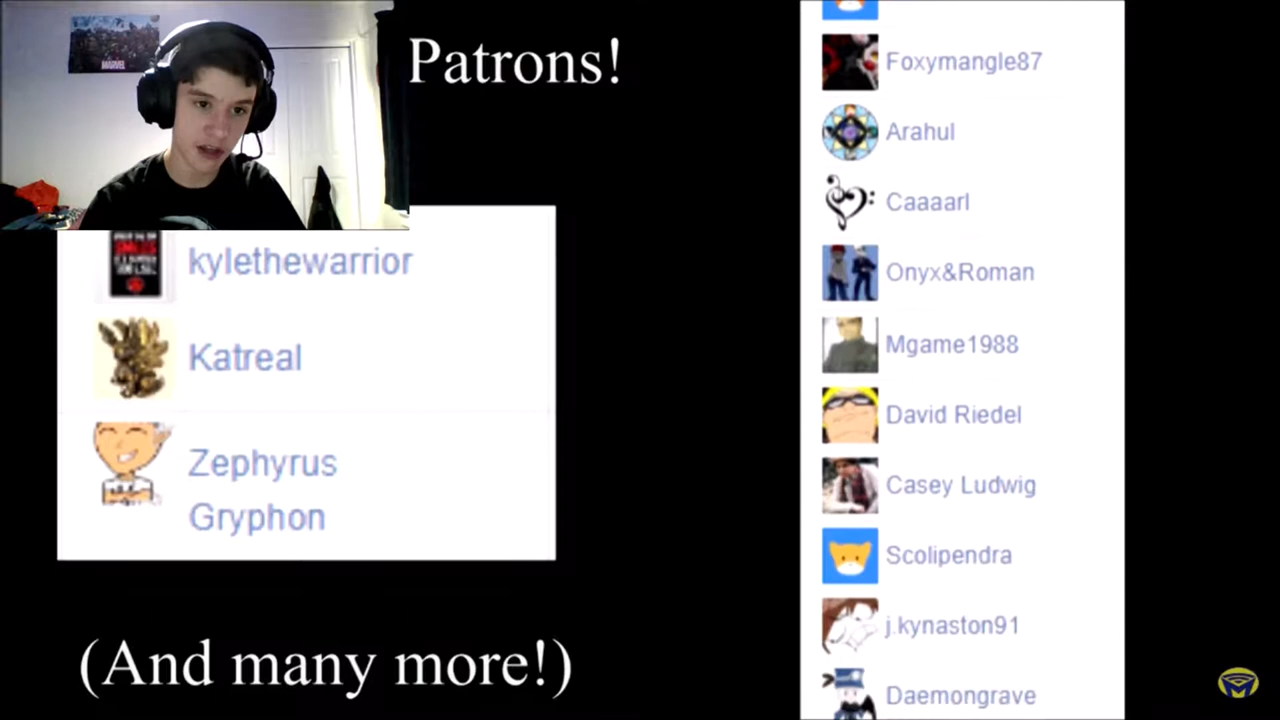 MARVEL
Patrons!
kylethewarrior
Katreal
Zephyrus
Gryphon
(And many more!)
Foxymangle87
Arahul
Caaaarl
Onyx&Roman
Mgame1988
David Riedel
Casey Ludwig
Scolipendra
j.kynaston91
Daemongrave